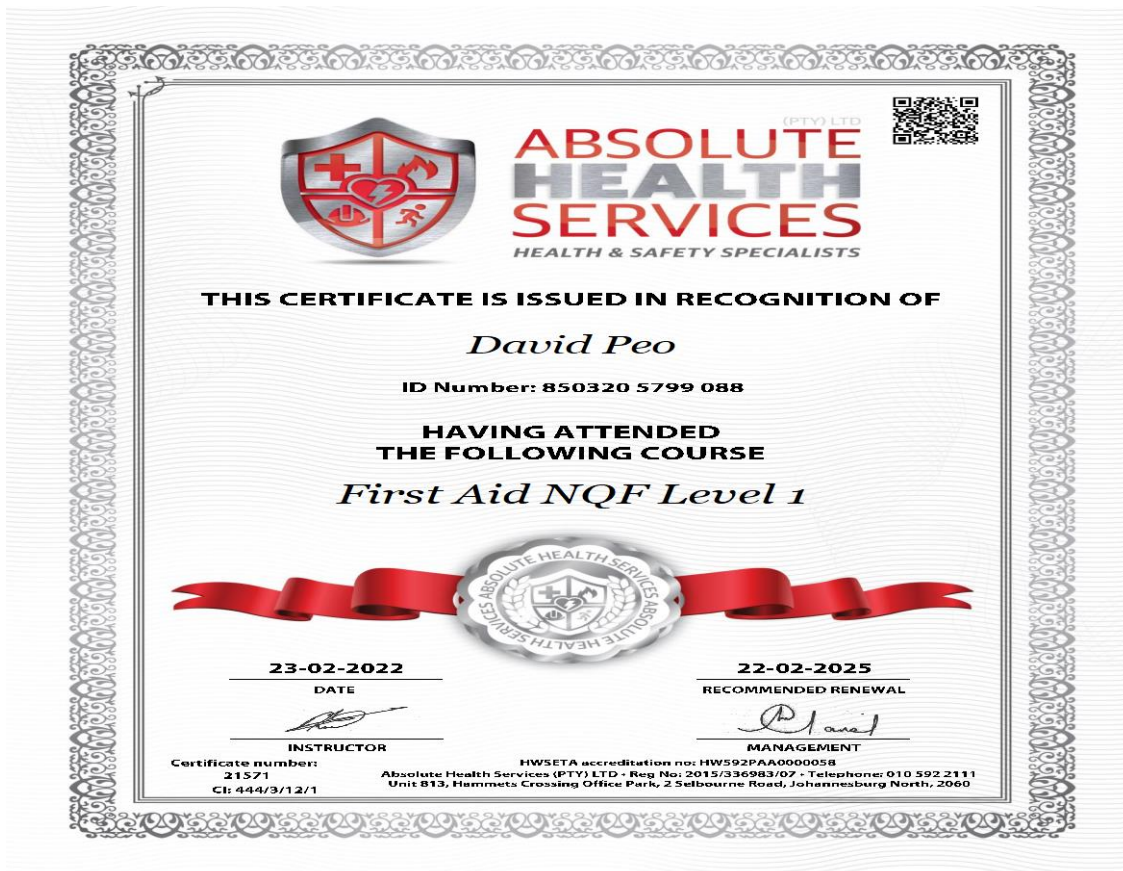 (PTY) LTD
ABSOLUTE
HEALTH
SERVICES
HEALTH & SAFETY SPECIALISTS
THIS CERTIFICATE IS ISSUED IN RECOGNITION OF
David Peo
ID Number: 850320 5799 088
HAVING ATTENDED
THE FOLLOWING COURSE
First Aid NQF Level 1
ABSOLUTE HEALTH SERVICES ABSOLUTE HEALTH SERVICES
23-02-2022
DATE
22-02-2025
RECOMMENDED RENEWAL
INSTRUCTOR
MANAGEMENT
Certificate number:
21571
CI: 444/3/12/1
HWSETA accreditation no: HW592PAA0000058
Absolute Health Services (PTY) LTD • Reg No: 2015/336983/07 • Telephone: 010 592 2111
Unit 813, Hammets Crossing Office Park, 2 Selbourne Road, Johannesburg North, 2060